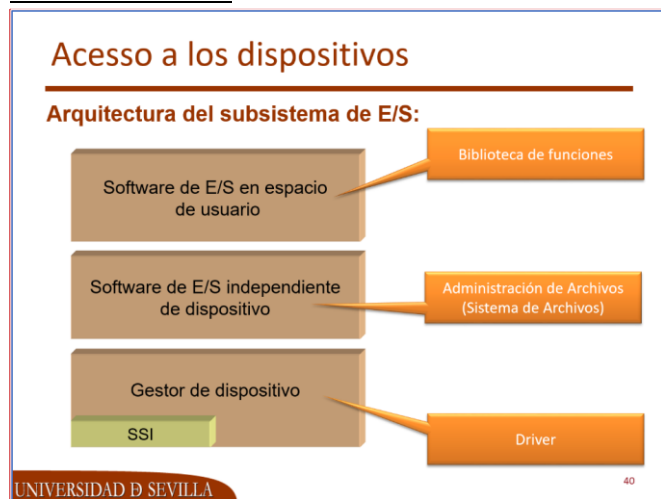 Acesso a los dispositivos
Arquitectura del subsistema de E/S:
Biblioteca de funciones
Software de E/S en espacio
de usuario
Software de E/S independiente
de dispositivo
Administración de Archivos
(Sistema de Archivos)
Gestor de dispositivo
SSI
Driver
UNIVERSIDAD Ð SEVILLA
40